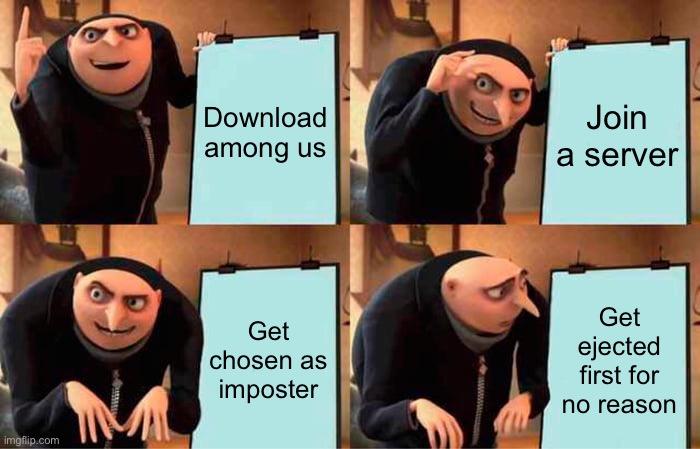 Download
among us
Join
a server
Get
chosen as
imposter
Get
ejected
first for
no reason
imgflip.com